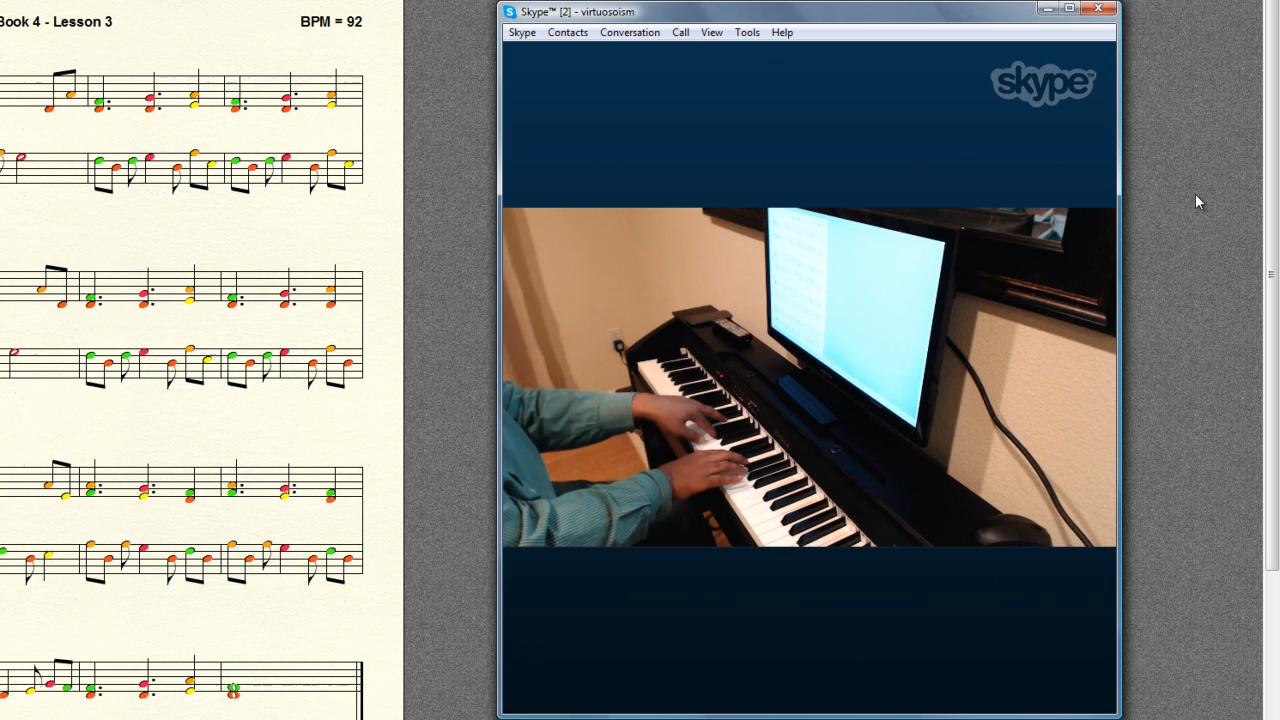 Book 4 - Lesson 3
BPM = 92
Skype™ [2] - virtuosoism
Skype Contacts Conversation Call View Tools Help
skype